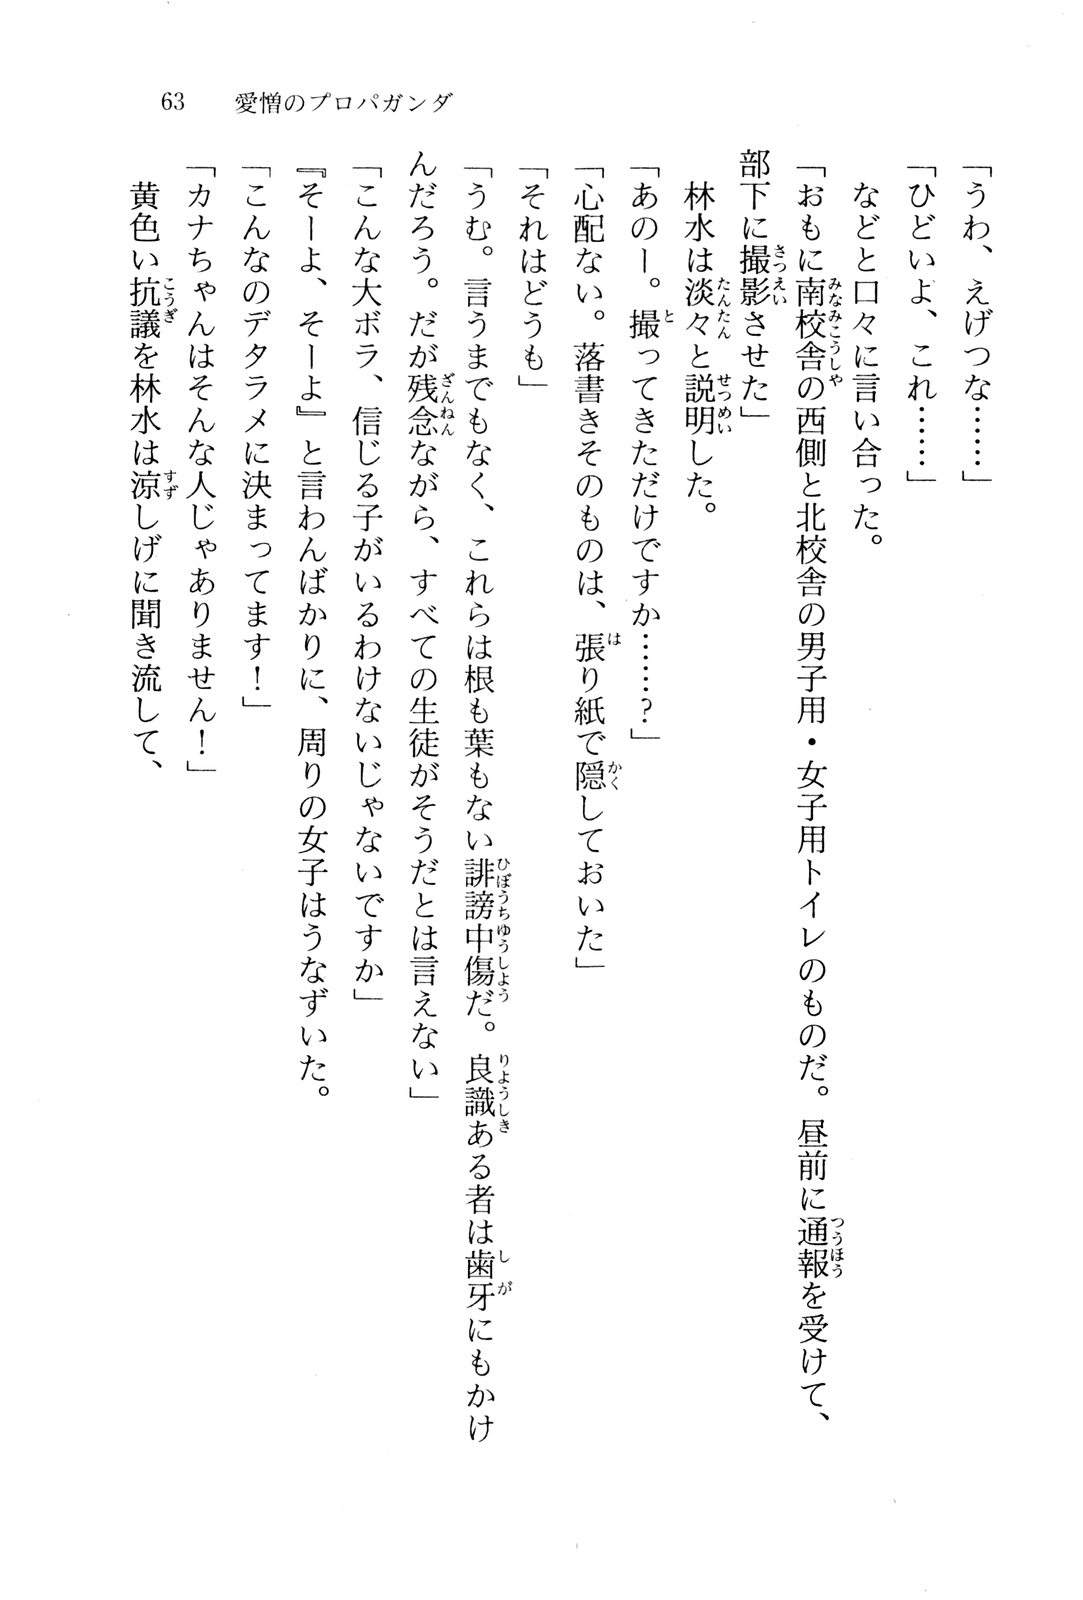 63　愛憎のプロパガンダ
「うわ、えげつな……」
「ひどいよ、これ……」
　などと口々に言い合った。
「おもに南校舎の西側と北校舎の男子用・女子用トイレのものだ。昼前に通報を受けて、
部下に撮影させた」
　林水は淡々と説明した。
「あのー。撮ってきただけですか……？」
「心配ない。落書きそのものは、張り紙で隠しておいた」
「それはどうも」
「うむ。言うまでもなく、これらは根も葉もない誹謗中傷だ。良識ある者は歯牙にもかけ
んだろう。だが残念ながら、すべての生徒がそうだとは言えない」
「こんな大ボラ、信じる子がいるわけないじゃないですか」
『そーよ、そーよ』と言わんばかりに、周りの女子はうなずいた。
「こんなのデタラメに決まってます！」
「カナちゃんはそんな人じゃありません！」
　黄色い抗議を林水は涼しげに聞き流して、